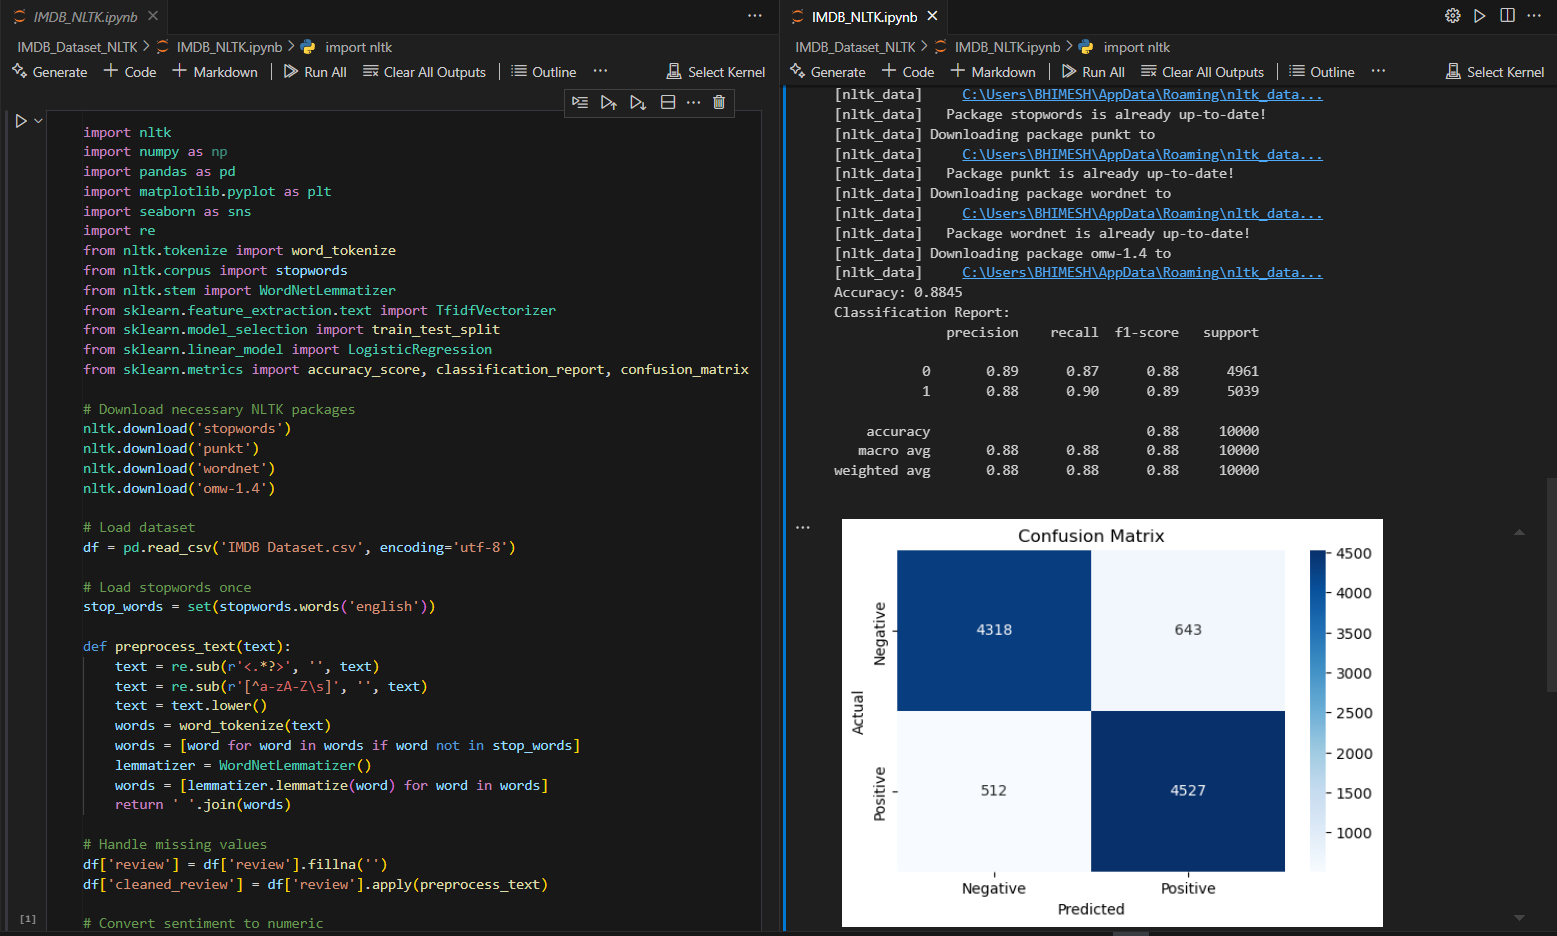 IMDB_NLTK.ipynb
IMDB_Dataset_NLTK > IMDB_NLTK.ipynb > import nltk
Generate + Code + Markdown | Run All Clear All Outputs | Outline ... Select Kernel
import nltk
import numpy as np
import pandas as pd
import matplotlib.pyplot as plt
import seaborn as sns
import re
from nltk.tokenize import word_tokenize
from nltk.corpus import stopwords
from nltk.stem import WordNetLemmatizer
from sklearn.feature_extraction.text import TfidfVectorizer
from sklearn.model_selection import train_test_split
from sklearn.linear_model import LogisticRegression
from sklearn.metrics import accuracy_score, classification_report, confusion_matrix
# Download necessary NLTK packages
nltk.download('stopwords')
nltk.download('punkt')
nltk.download('wordnet')
nltk.download('omw-1.4')
# Load dataset
df = pd.read_csv('IMDB Dataset.csv', encoding='utf-8')
# Load stopwords once
stop_words = set(stopwords.words('english'))
def preprocess_text(text):
    text = re.sub(r'<.*?>', '', text)
    text = re.sub(r'[^a-zA-Z\s]', '', text)
    text = text.lower()
    words = word_tokenize(text)
    words = [word for word in words if word not in stop_words]
    lemmatizer = WordNetLemmatizer()
    words = [lemmatizer.lemmatize(word) for word in words]
    return ' '.join(words)
# Handle missing values
df['review'] = df['review'].fillna('')
df['cleaned_review'] = df['review'].apply(preprocess_text)
[1]
# Convert sentiment to numeric
IMDB_NLTK.ipynb
IMDB_Dataset_NLTK > IMDB_NLTK.ipynb > import nltk
Generate + Code + Markdown | Run All Clear All Outputs | Outline ... Select Kernel
[nltk_data]     C:\Users\BHIMESH\AppData\Roaming\nltk_data...
[nltk_data]   Package stopwords is already up-to-date!
[nltk_data] Downloading package punkt to
[nltk_data]     C:\Users\BHIMESH\AppData\Roaming\nltk_data...
[nltk_data]   Package punkt is already up-to-date!
[nltk_data] Downloading package wordnet to
[nltk_data]     C:\Users\BHIMESH\AppData\Roaming\nltk_data...
[nltk_data]   Package wordnet is already up-to-date!
[nltk_data] Downloading package omw-1.4 to
[nltk_data]     C:\Users\BHIMESH\AppData\Roaming\nltk_data...
Accuracy: 0.8845
Classification Report:
precision recall f1-score support
0 0.89 0.87 0.88 4961
1 0.88 0.90 0.89 5039
accuracy 0.88 10000
macro avg 0.88 0.88 0.88 10000
weighted avg 0.88 0.88 0.88 10000
Confusion Matrix
4500
4000
3500
3000
2500
2000
1500
1000
Actual
Negative
4318 643
Positive
512 4527
Negative Positive
Predicted